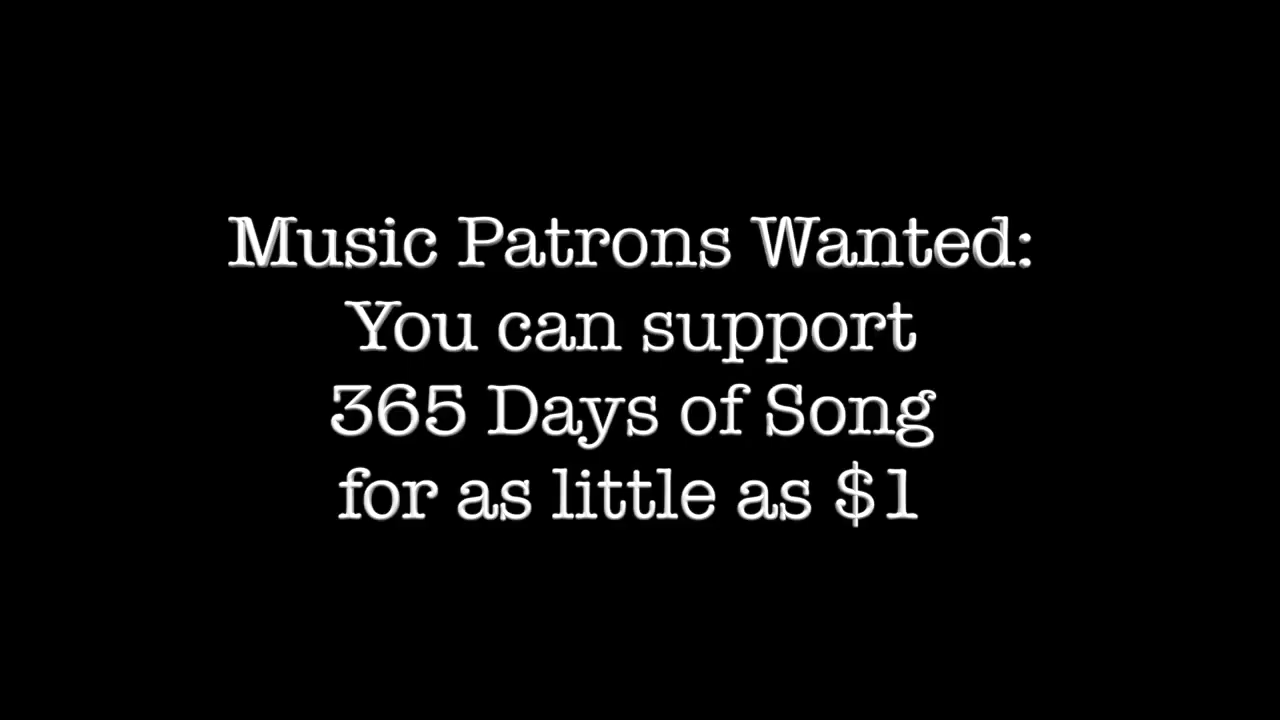 Music Patrons Wanted:
You can support
365 Days of Song
for as little as $1